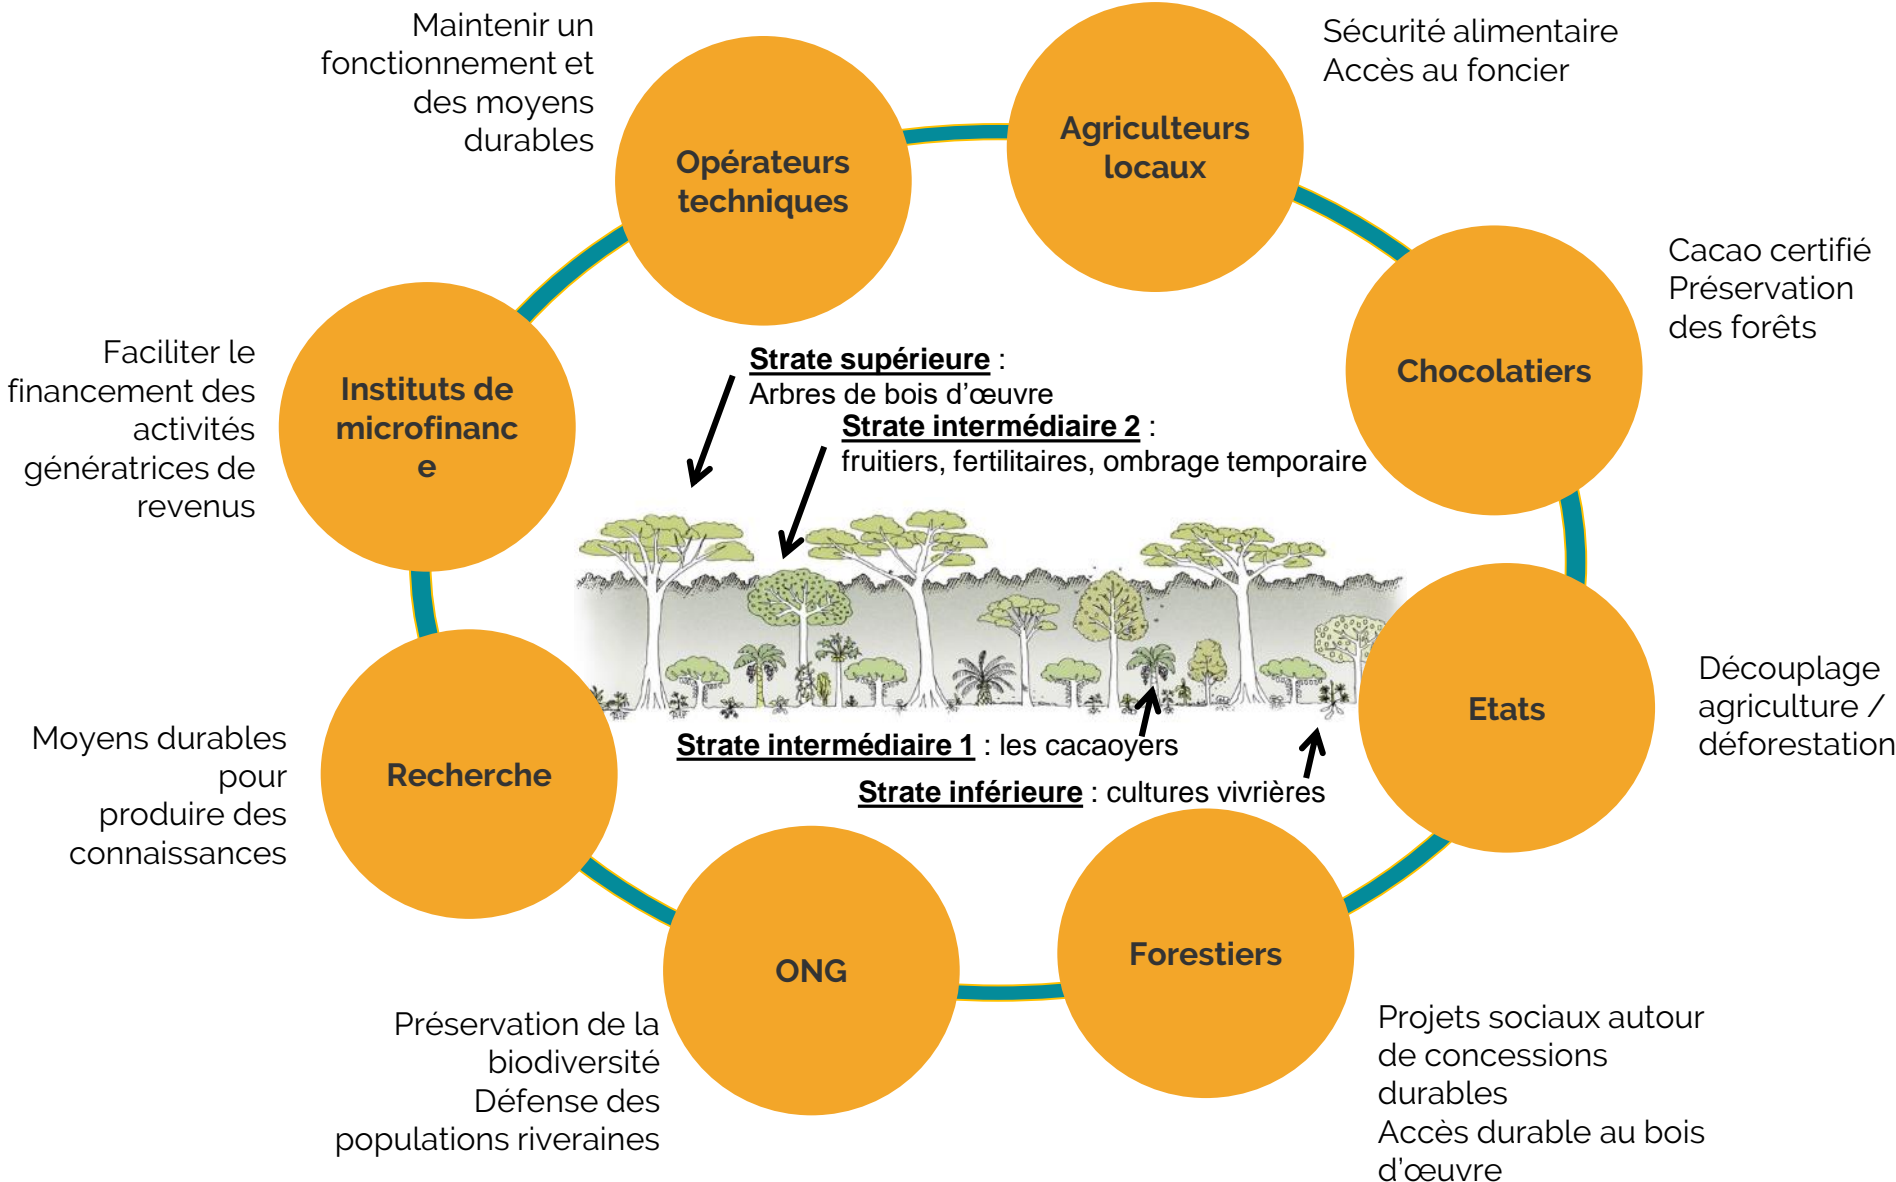 Maintenir un
fonctionnement et
des moyens
durables
Opérateurs
techniques
Sécurité alimentaire
Accès au foncier
Agriculteurs
locaux
Cacao certifié
Préservation
des forêts
Chocolatiers
Faciliter le
financement des
activités
génératrices de
revenus
Instituts de
microfinanc
e
Strate supérieure :
Arbres de bois d’œuvre
Strate intermédiaire 2 :
fruitiers, fertilitaires, ombrage temporaire
Strate intermédiaire 1 : les cacaoyers
Strate inférieure : cultures vivrières
Etats
Découplage
agriculture /
déforestation
Moyens durables
pour
produire des
connaissances
Recherche
ONG
Préservation de la
biodiversité
Défense des
populations riveraines
Forestiers
Projets sociaux autour
de concessions
durables
Accès durable au bois
d’œuvre